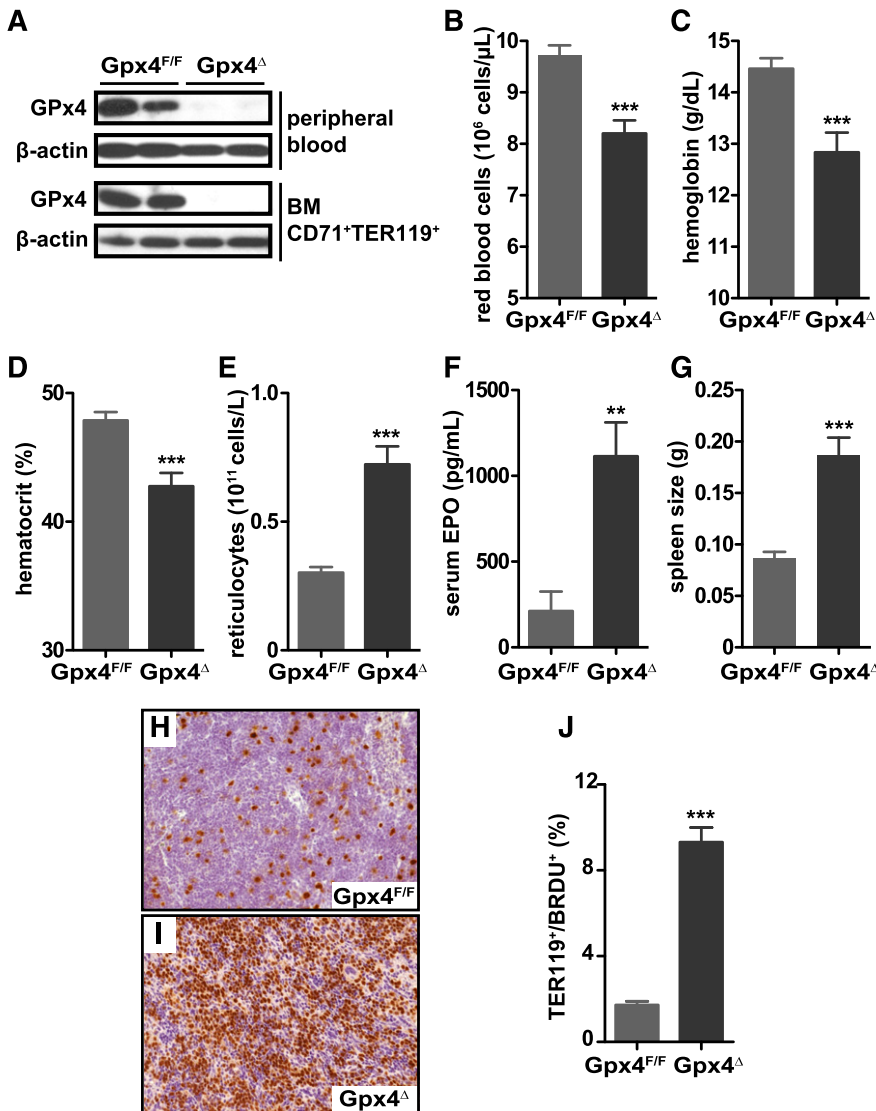 A
Gpx4F/F Gpx4Δ
GPx4
β-actin
peripheral
blood
GPx4
β-actin
BM
CD71+TER119+
B
red blood cells (10⁶ cells/µL)
10
9
8
7
6
5
***
Gpx4F/F Gpx4Δ
C
hemoglobin (g/dL)
15
14
13
12
11
10
***
Gpx4F/F Gpx4Δ
D
hematocrit (%)
50
40
30
***
Gpx4F/F Gpx4Δ
E
reticulocytes (10¹¹ cells/L)
1.0
0.5
0
***
Gpx4F/F Gpx4Δ
F
serum EPO (pg/mL)
1500
1000
500
0
**
Gpx4F/F Gpx4Δ
G
spleen size (g)
0.25
0.20
0.15
0.10
0.05
0
***
Gpx4F/F Gpx4Δ
H
Gpx4F/F
I
Gpx4Δ
J
TER119+/BRDU+ (%)
12
8
4
0
***
Gpx4F/F Gpx4Δ